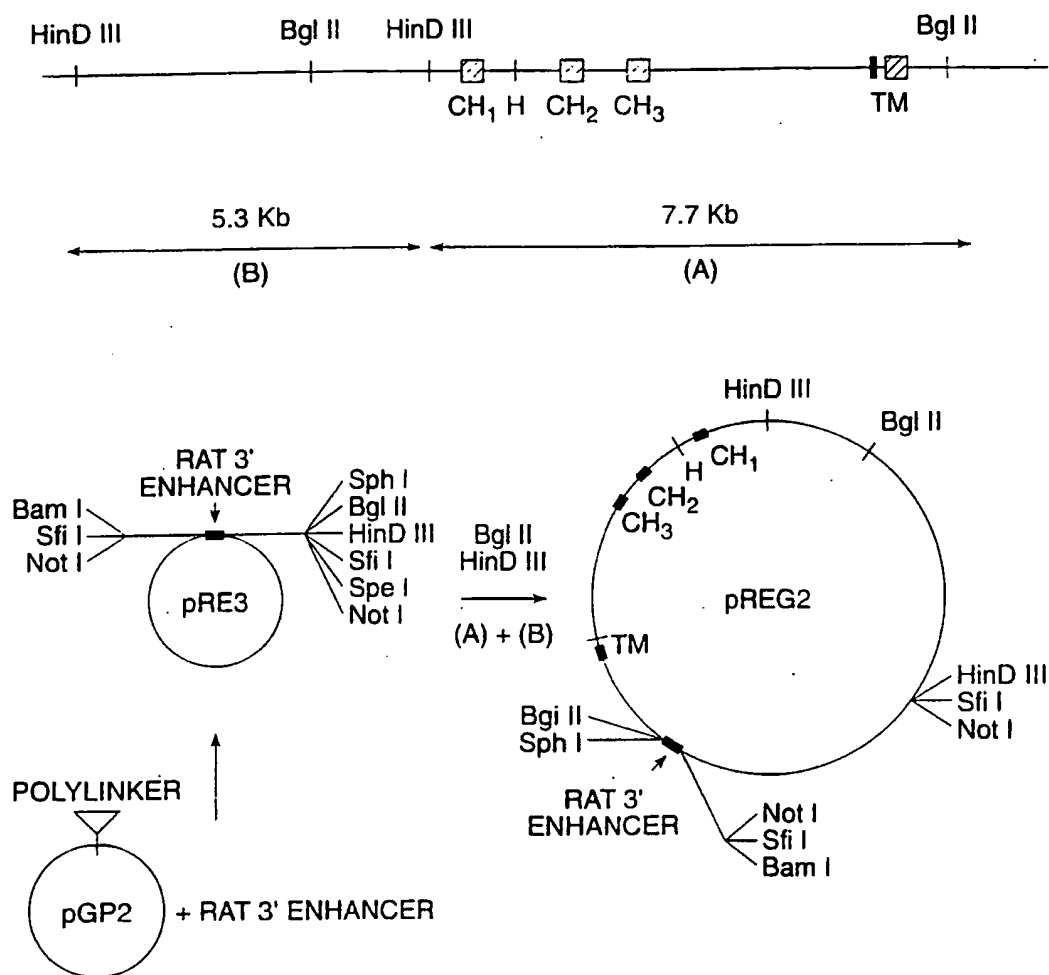 HinD III Bgl II HinD III Bgl II
CH1 H CH2 CH3 TM
5.3 Kb 7.7 Kb
(B) (A)
RAT 3'
ENHANCER
Bam I
Sfi I
Not I
Sph I
Bgl II
HinD III
Sfi I
Spe I
Not I
pRE3
Bgl II
HinD III
(A) + (B)
HinD III
Bgl II
CH1
H
CH2
CH3
pREG2
TM
HinD III
Sfi I
Not I
Bgi II
Sph I
RAT 3'
ENHANCER
Not I
Sfi I
Bam I
POLYLINKER
pGP2 + RAT 3' ENHANCER